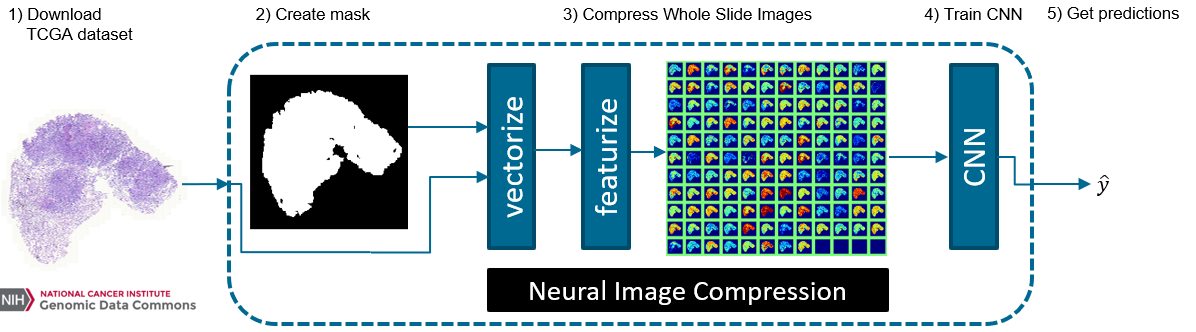 1) Download
TCGA dataset
2) Create mask
3) Compress Whole Slide Images
4) Train CNN
5) Get predictions
vectorize
featurize
CNN
ŷ
Neural Image Compression
NIH
NATIONAL CANCER INSTITUTE
Genomic Data Commons